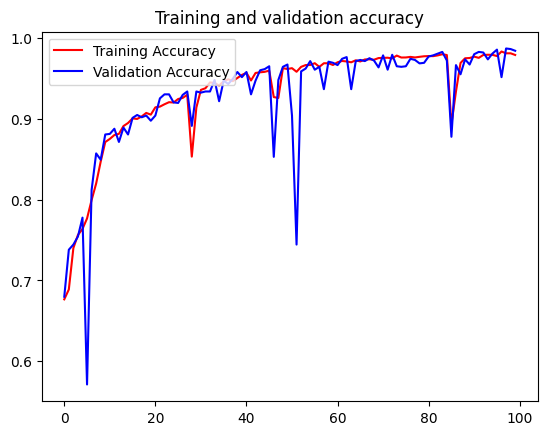 Training and validation accuracy
Training Accuracy
Validation Accuracy
1.0
0.9
0.8
0.7
0.6
0 20 40 60 80 100